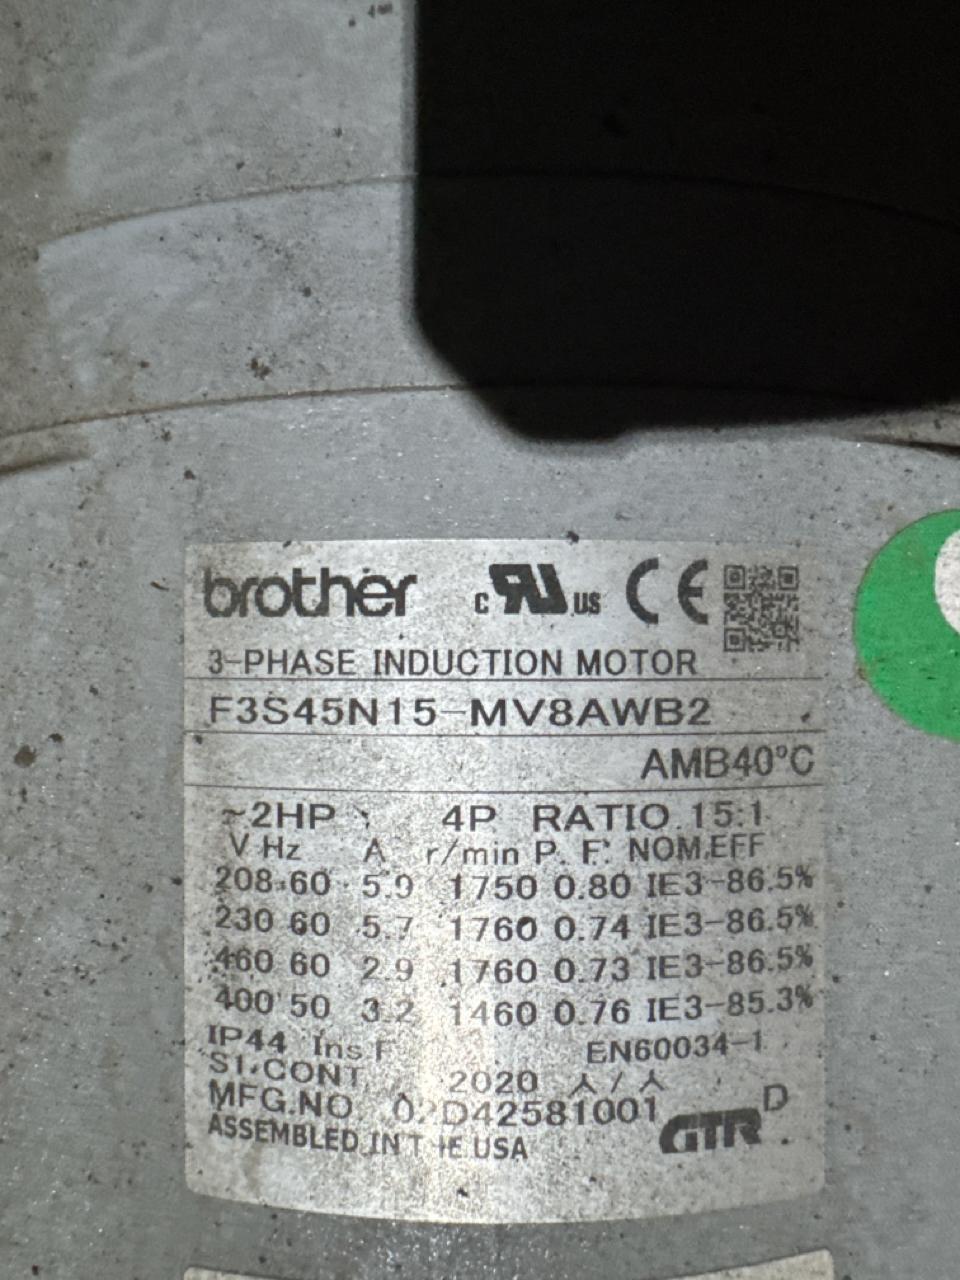 brother c RU US CE
3-PHASE INDUCTION MOTOR
F3S45N15-MV8AWB2
AMB40°C
~2HP 4P RATIO 15:1
V Hz A r/min P. F. NOM.EFF
208 60 5.9 1750 0.80 IE3-86.5%
230 60 5.7 1760 0.74 IE3-86.5%
460 60 2.9 1760 0.73 IE3-86.5%
400 50 3.2 1460 0.76 IE3-85.3%
IP44 Ins F EN60034-1
S1.CONT. 2020 人/人
MFG.NO D42581001
ASSEMBLED IN THE USA GTR D